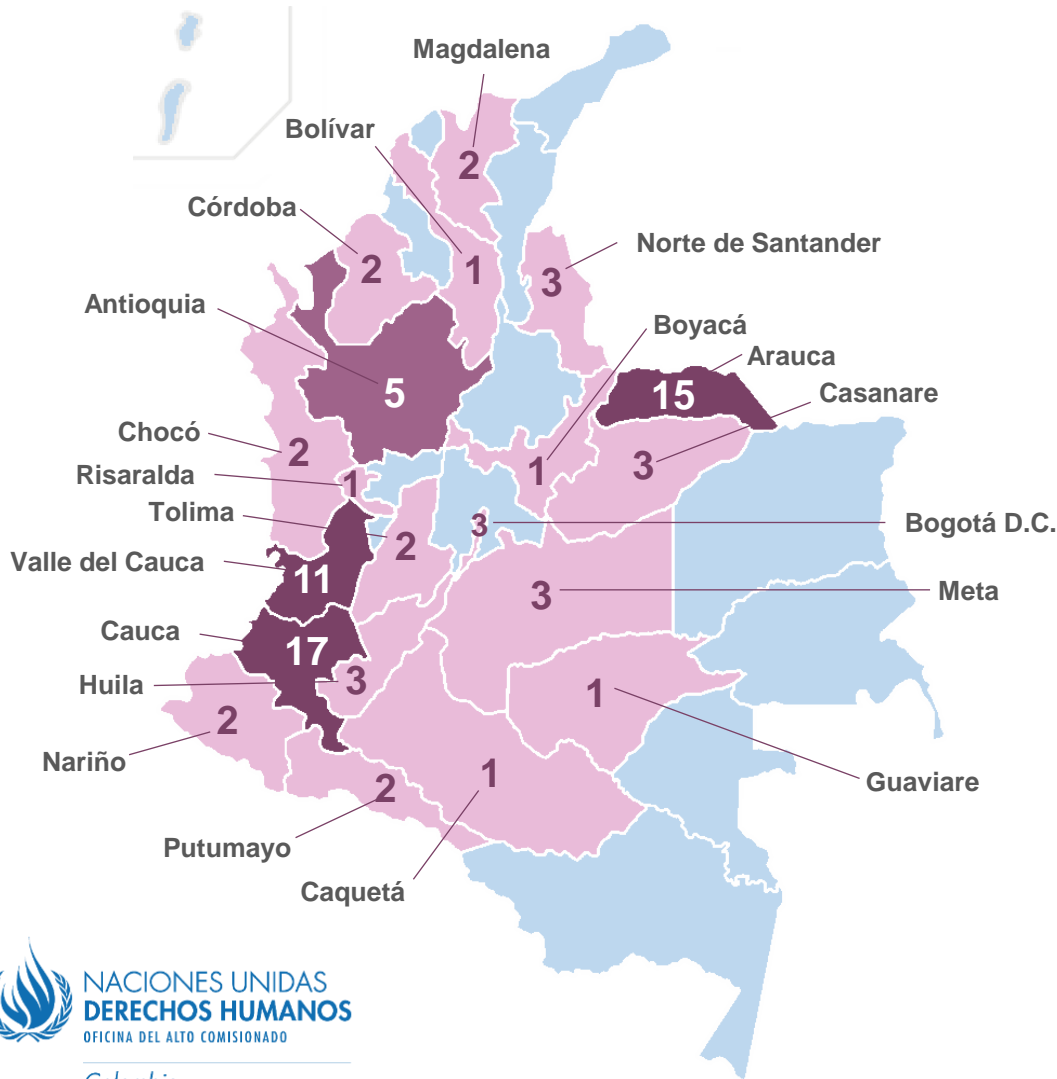 Magdalena
2
Bolívar
1
Córdoba
2
Norte de Santander
3
Antioquia
5
Boyacá
1
Arauca
15
Casanare
3
Chocó
2
Risaralda
1
Tolima
2
Bogotá D.C.
3
Valle del Cauca
11
Meta
3
Cauca
17
Huila
3
Guaviare
1
Nariño
2
Putumayo
2
Caquetá
1
NACIONES UNIDAS
DERECHOS HUMANOS
OFICINA DEL ALTO COMISIONADO